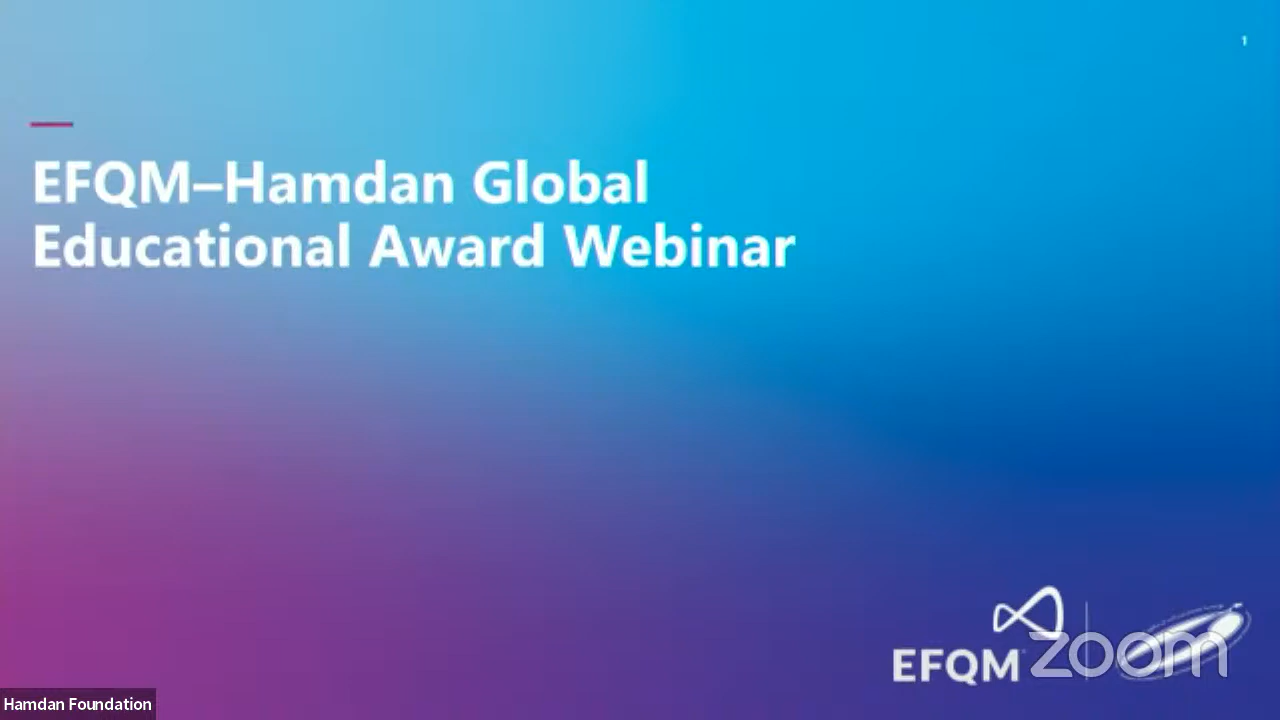 1
EFQM–Hamdan Global
Educational Award Webinar
EFQM
zoom
Hamdan Foundation